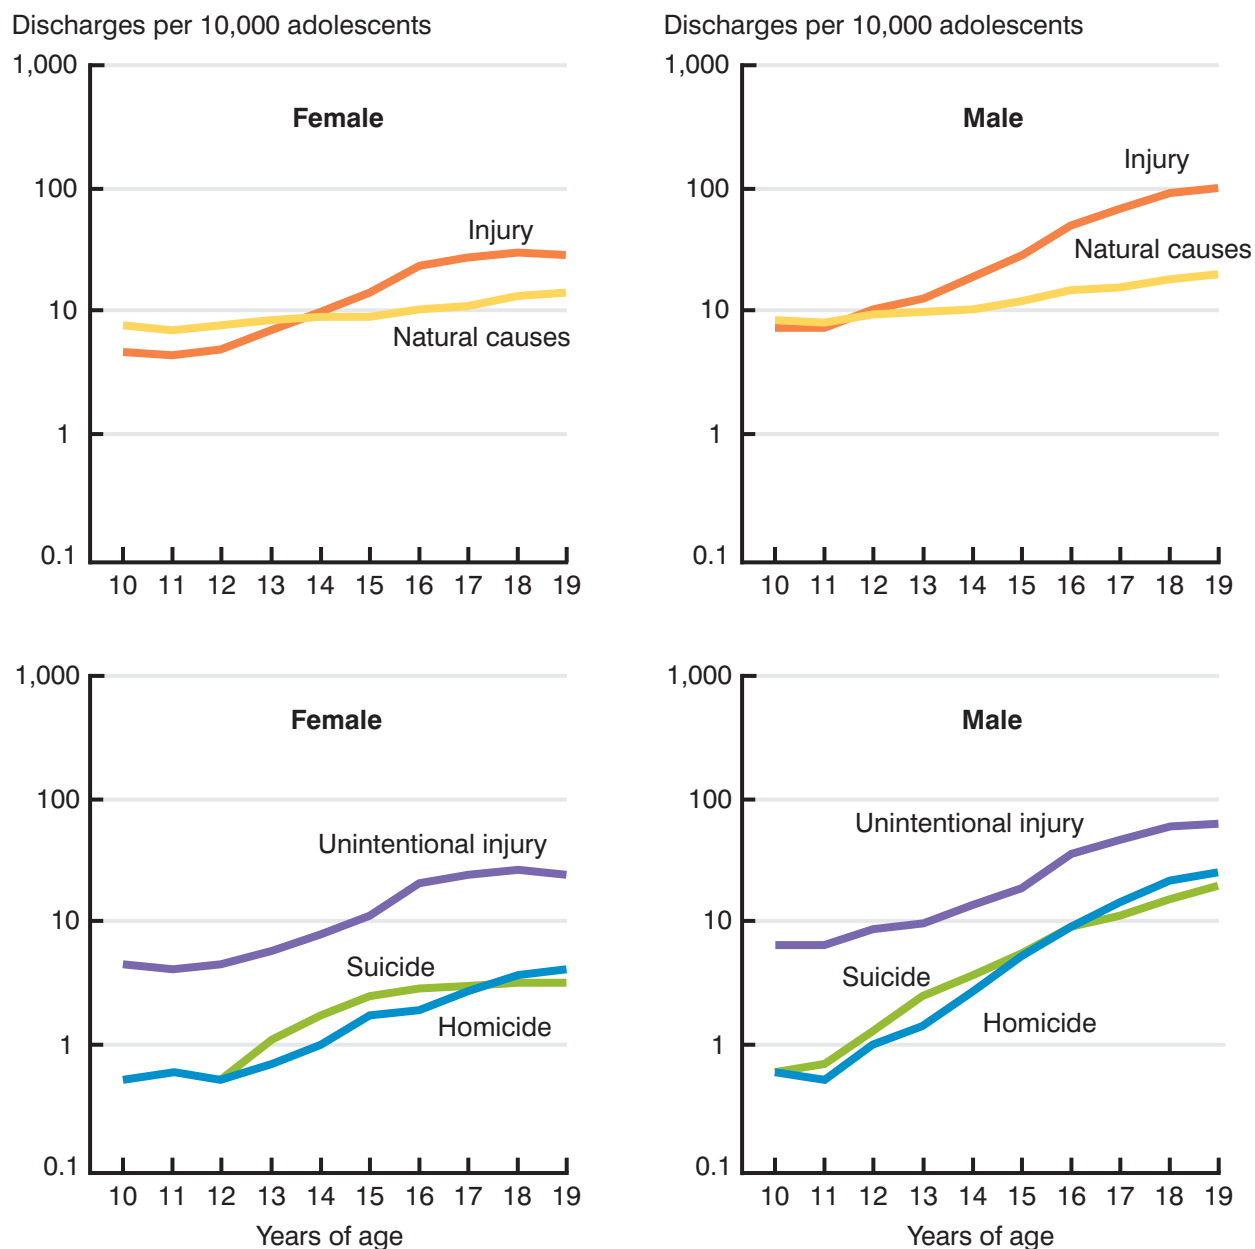 Discharges per 10,000 adolescents
1,000
Female
100
Injury
10
Natural causes
1
0.1
10 11 12 13 14 15 16 17 18 19
Discharges per 10,000 adolescents
1,000
Male
Injury
100
Natural causes
10
1
0.1
10 11 12 13 14 15 16 17 18 19
1,000
Female
100
Unintentional injury
10
Suicide
Homicide
1
0.1
10 11 12 13 14 15 16 17 18 19
Years of age
1,000
Male
100
Unintentional injury
10
Suicide
Homicide
1
0.1
10 11 12 13 14 15 16 17 18 19
Years of age